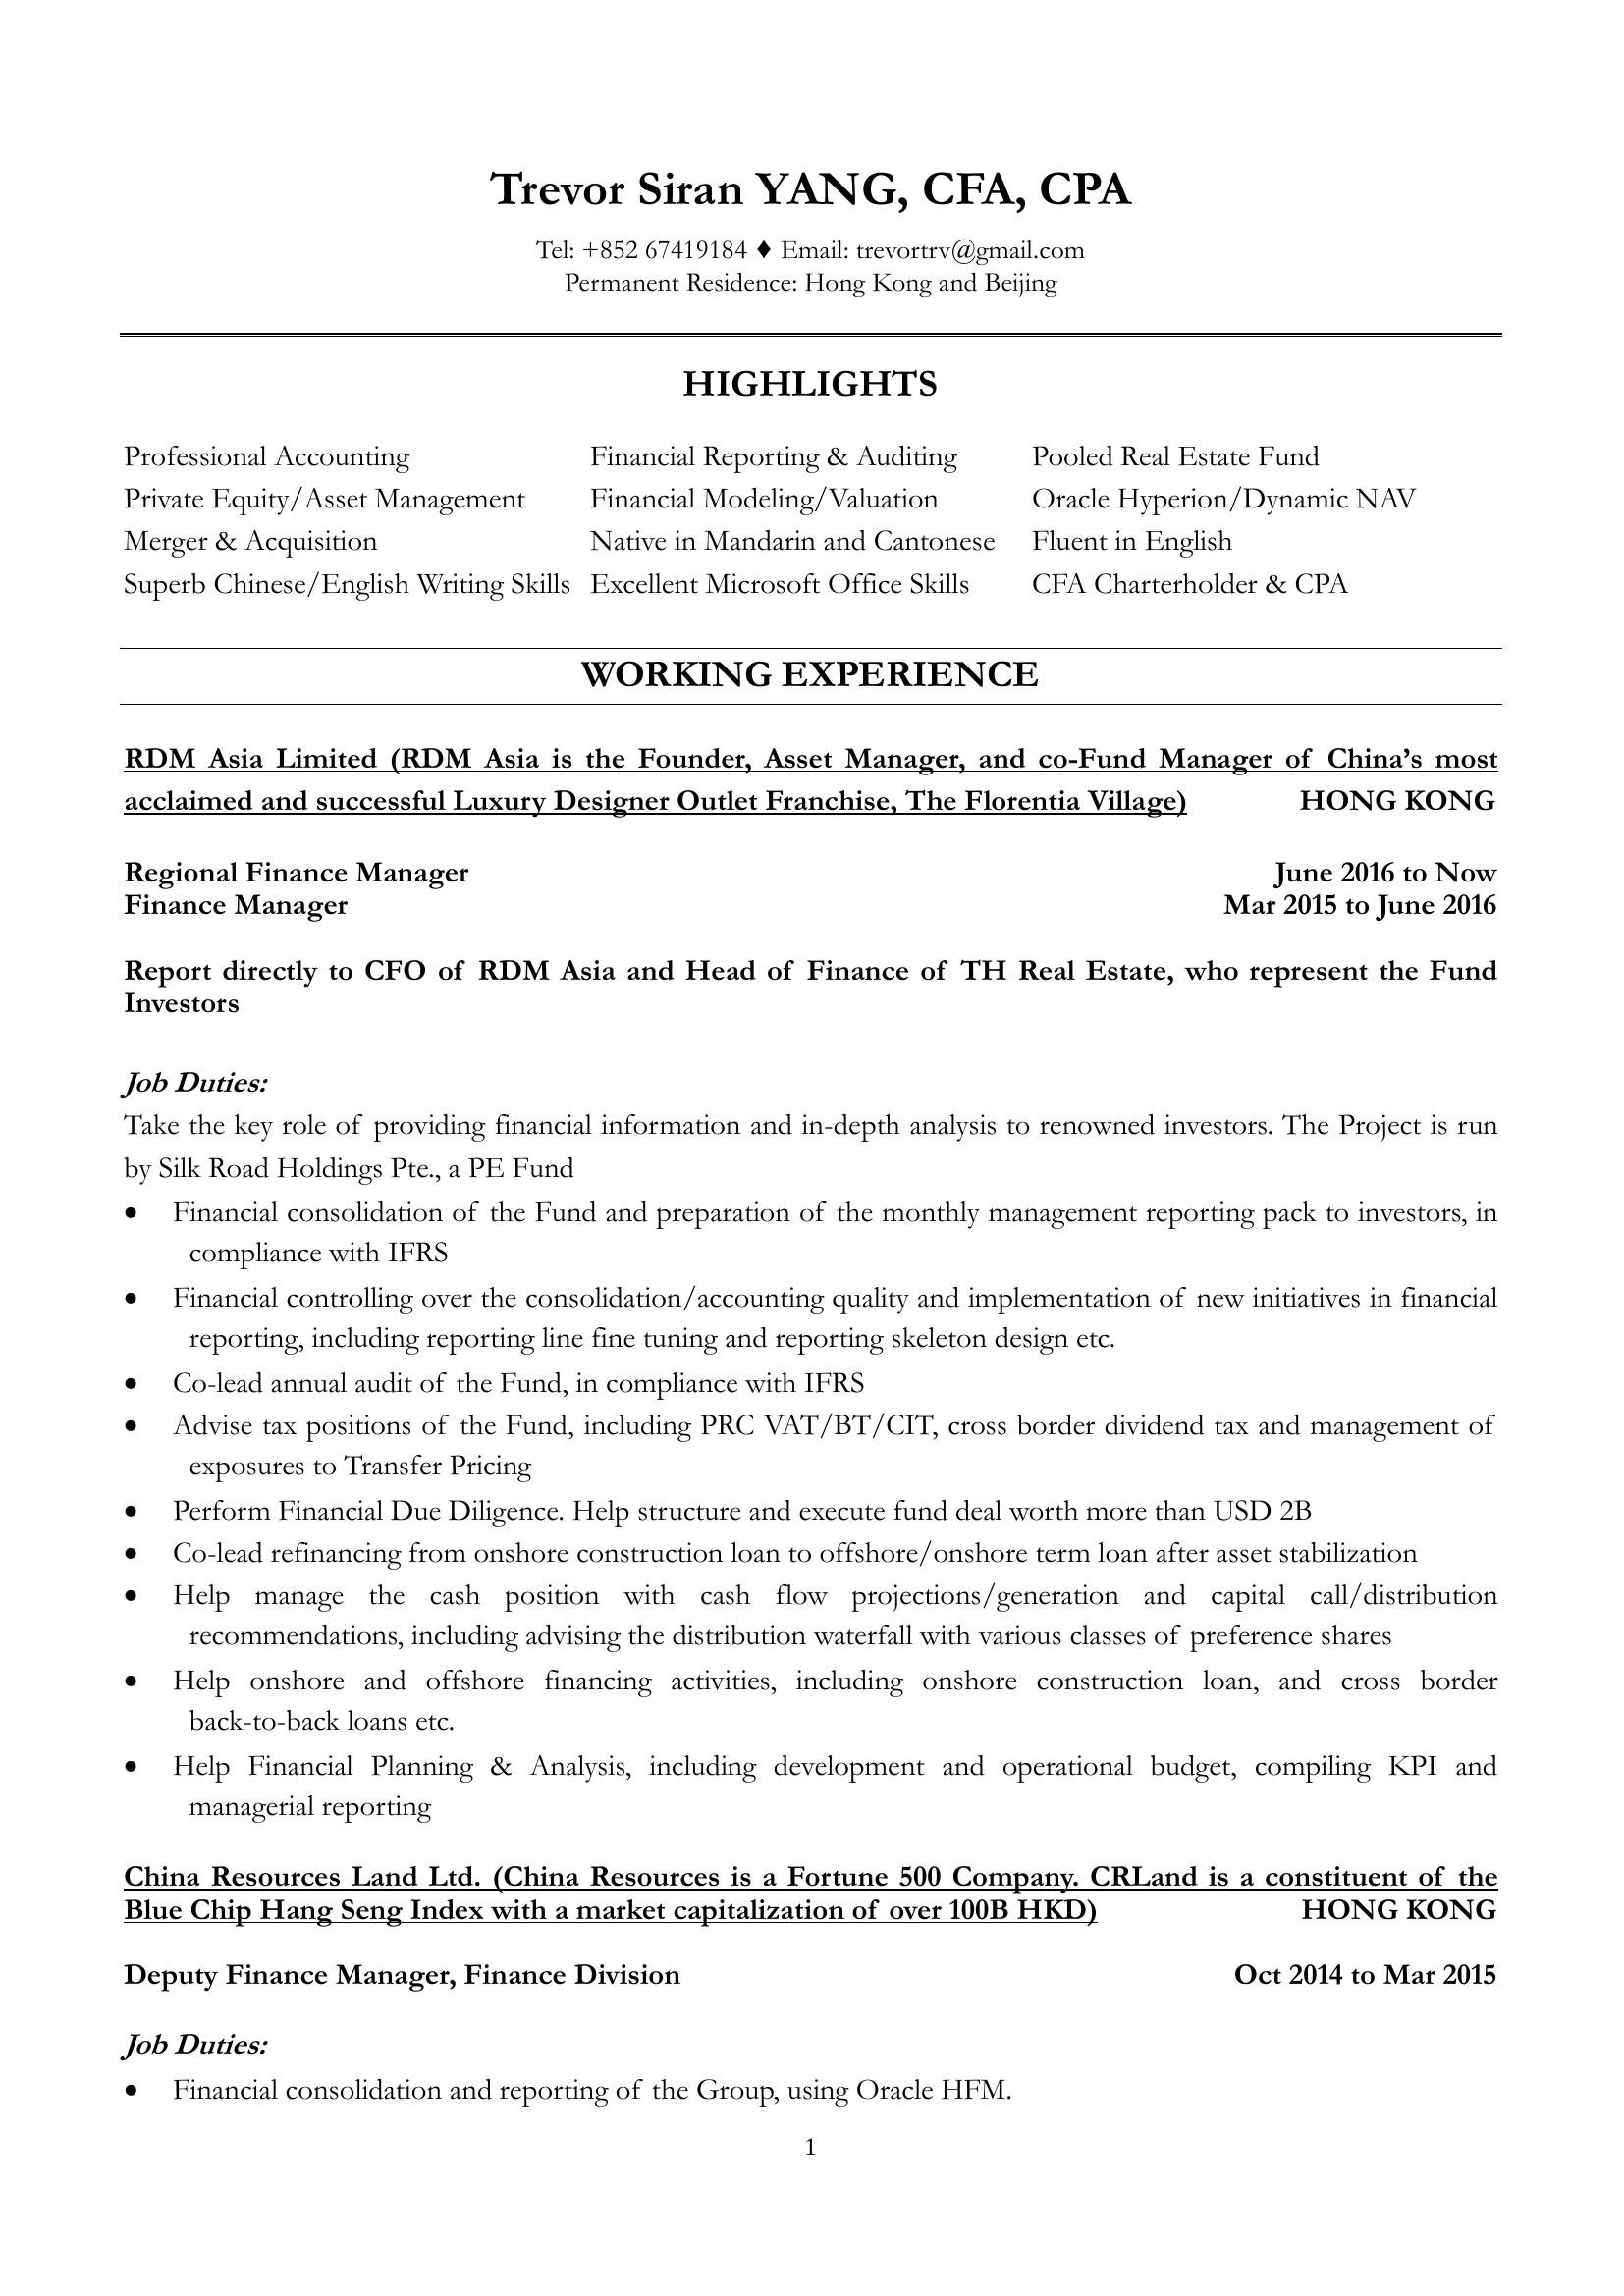 Trevor Siran YANG, CFA, CPA
Tel: +852 67419184 ♦ Email: trevortrv@gmail.com
Permanent Residence: Hong Kong and Beijing
HIGHLIGHTS
Professional Accounting Financial Reporting & Auditing Pooled Real Estate Fund
Private Equity/Asset Management Financial Modeling/Valuation Oracle Hyperion/Dynamic NAV
Merger & Acquisition Native in Mandarin and Cantonese Fluent in English
Superb Chinese/English Writing Skills Excellent Microsoft Office Skills CFA Charterholder & CPA
WORKING EXPERIENCE
RDM Asia Limited (RDM Asia is the Founder, Asset Manager, and co-Fund Manager of China’s most
acclaimed and successful Luxury Designer Outlet Franchise, The Florentia Village) HONG KONG
Regional Finance Manager June 2016 to Now
Finance Manager Mar 2015 to June 2016
Report directly to CFO of RDM Asia and Head of Finance of TH Real Estate, who represent the Fund
Investors
Job Duties:
Take the key role of providing financial information and in-depth analysis to renowned investors. The Project is run
by Silk Road Holdings Pte., a PE Fund
• Financial consolidation of the Fund and preparation of the monthly management reporting pack to investors, in
compliance with IFRS
• Financial controlling over the consolidation/accounting quality and implementation of new initiatives in financial
reporting, including reporting line fine tuning and reporting skeleton design etc.
• Co-lead annual audit of the Fund, in compliance with IFRS
• Advise tax positions of the Fund, including PRC VAT/BT/CIT, cross border dividend tax and management of
exposures to Transfer Pricing
• Perform Financial Due Diligence. Help structure and execute fund deal worth more than USD 2B
• Co-lead refinancing from onshore construction loan to offshore/onshore term loan after asset stabilization
• Help manage the cash position with cash flow projections/generation and capital call/distribution
recommendations, including advising the distribution waterfall with various classes of preference shares
• Help onshore and offshore financing activities, including onshore construction loan, and cross border
back-to-back loans etc.
• Help Financial Planning & Analysis, including development and operational budget, compiling KPI and
managerial reporting
China Resources Land Ltd. (China Resources is a Fortune 500 Company. CRLand is a constituent of the
Blue Chip Hang Seng Index with a market capitalization of over 100B HKD) HONG KONG
Deputy Finance Manager, Finance Division Oct 2014 to Mar 2015
Job Duties:
• Financial consolidation and reporting of the Group, using Oracle HFM.
1